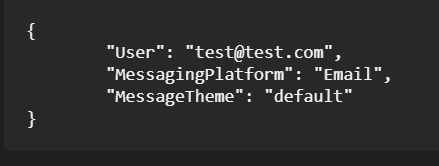 {
"User": "test@test.com",
"MessagingPlatform": "Email",
"MessageTheme": "default"
}